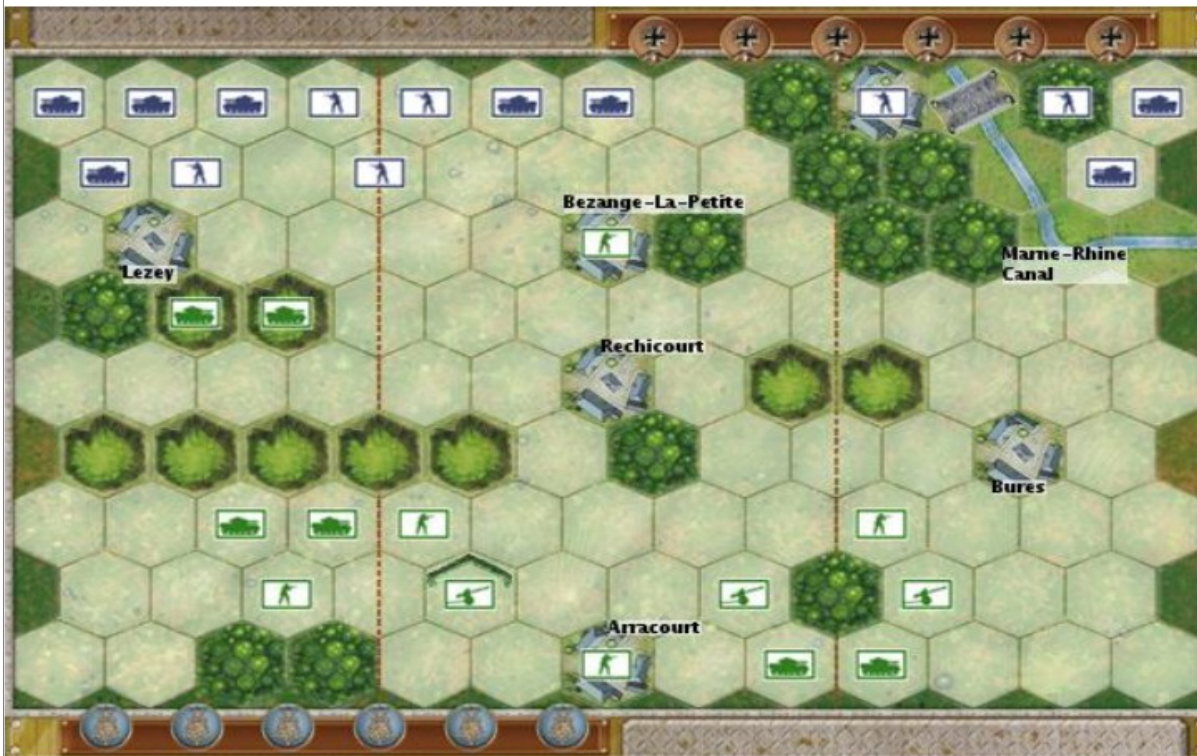 Bezange-La-Petite
Lezey
Marne-Rhine
Canal
Rechicourt
Bures
Arracourt